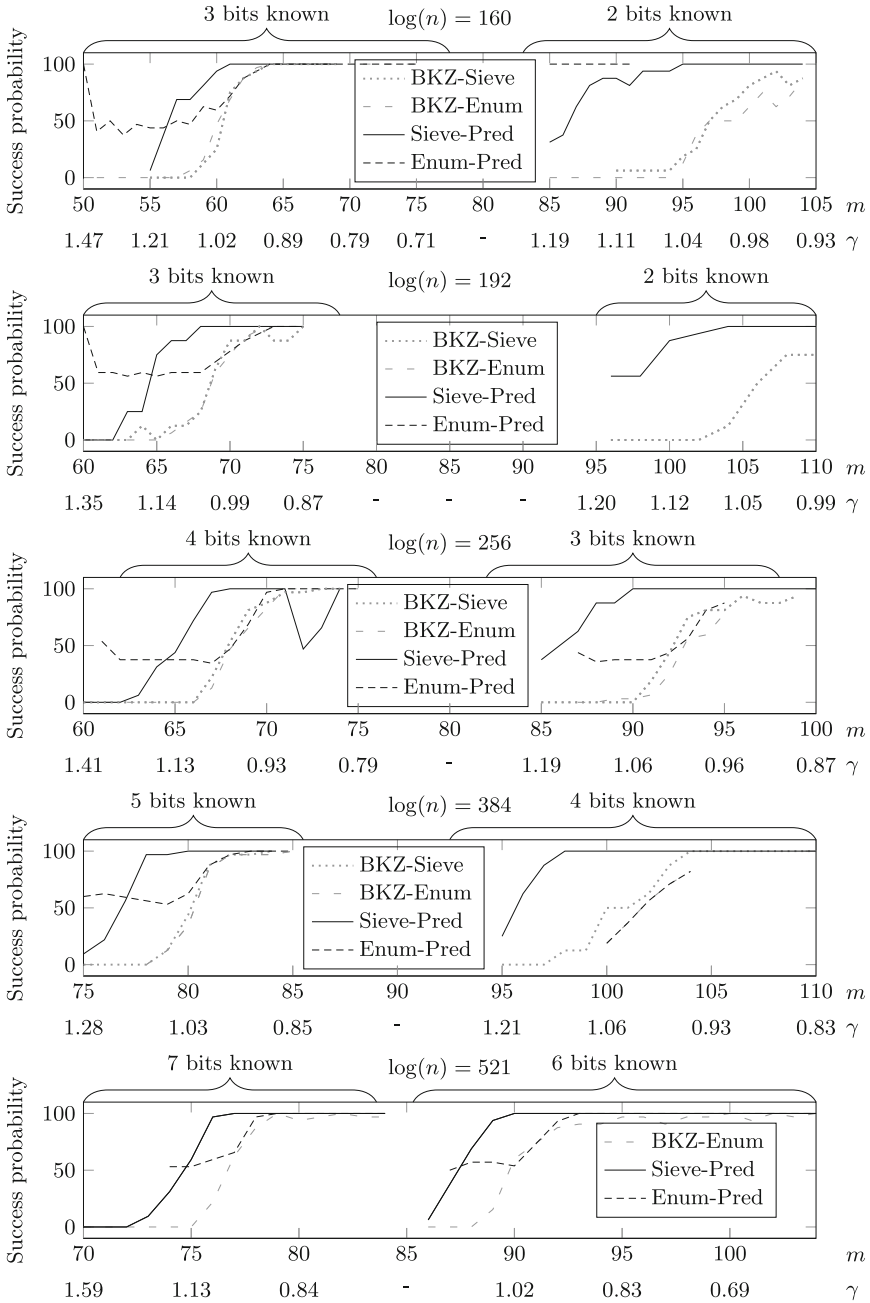 3 bits known log(n) = 160 2 bits known
Success probability
100
50
0
BKZ-Sieve
BKZ-Enum
Sieve-Pred
Enum-Pred
50 55 60 65 70 75 80 85 90 95 100 105 m
1.47 1.21 1.02 0.89 0.79 0.71 - 1.19 1.11 1.04 0.98 0.93 γ
3 bits known log(n) = 192 2 bits known
Success probability
100
50
0
BKZ-Sieve
BKZ-Enum
Sieve-Pred
Enum-Pred
60 65 70 75 80 85 90 95 100 105 110 m
1.35 1.14 0.99 0.87 - - - 1.20 1.12 1.05 0.99 γ
4 bits known log(n) = 256 3 bits known
Success probability
100
50
0
BKZ-Sieve
BKZ-Enum
Sieve-Pred
Enum-Pred
60 65 70 75 80 85 90 95 100 m
1.41 1.13 0.93 0.79 - 1.19 1.06 0.96 0.87 γ
5 bits known log(n) = 384 4 bits known
Success probability
100
50
0
BKZ-Sieve
BKZ-Enum
Sieve-Pred
Enum-Pred
75 80 85 90 95 100 105 110 m
1.28 1.03 0.85 - 1.21 1.06 0.93 0.83 γ
7 bits known log(n) = 521 6 bits known
Success probability
100
50
0
BKZ-Enum
Sieve-Pred
Enum-Pred
70 75 80 85 90 95 100 m
1.59 1.13 0.84 - 1.02 0.83 0.69 γ